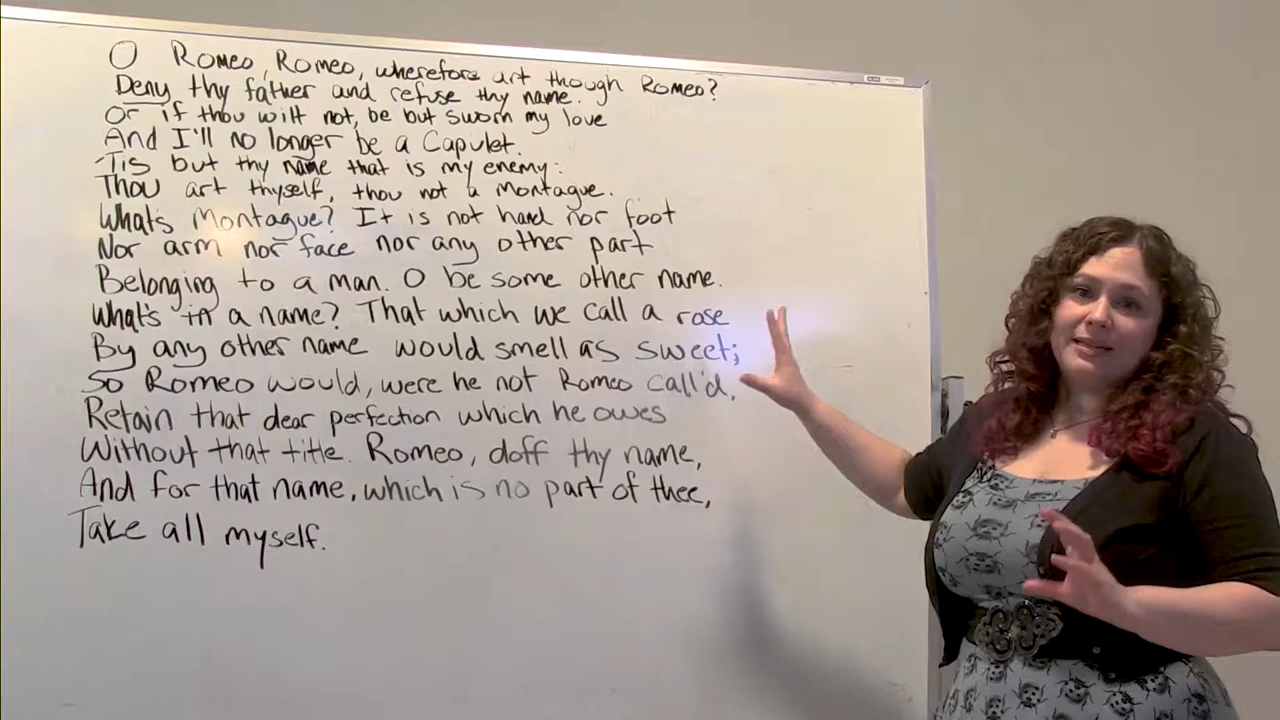 O Romeo, Romeo, wherefore art though Romeo?
Deny thy father and refuse thy name.
Or if thou wilt not, be but sworn my love
And I'll no longer be a Capulet.
'Tis but thy name that is my enemy:
Thou art thyself, thou not a Montague.
What's Montague? It is not hand nor foot
Nor arm nor face nor any other part
Belonging to a man. O be some other name.
What's in a name? That which we call a rose
By any other name would smell as sweet;
So Romeo would, were he not Romeo call'd,
Retain that dear perfection which he owes
Without that title. Romeo, doff thy name,
And for that name, which is no part of thee,
Take all myself.